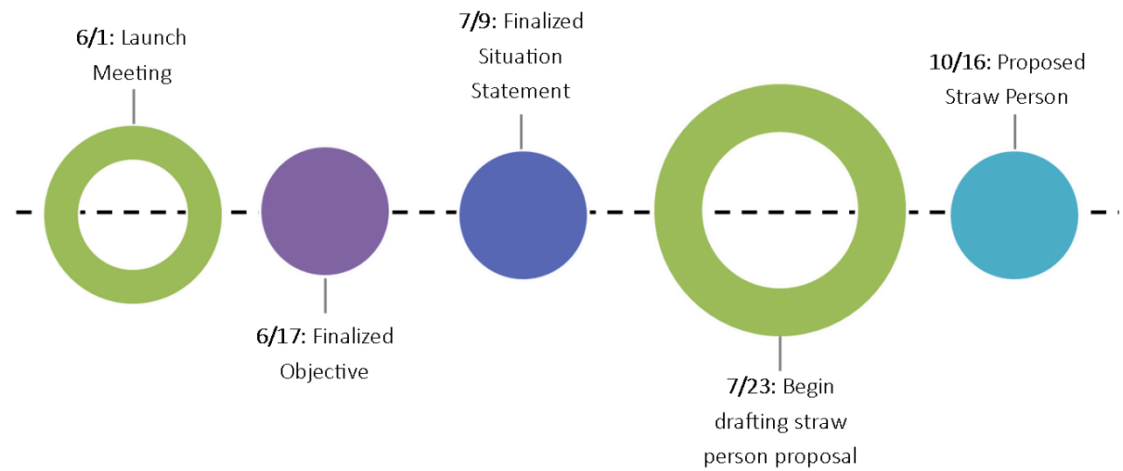 6/1: Launch
Meeting
6/17: Finalized
Objective
7/9: Finalized
Situation
Statement
7/23: Begin
drafting straw
person proposal
10/16: Proposed
Straw Person